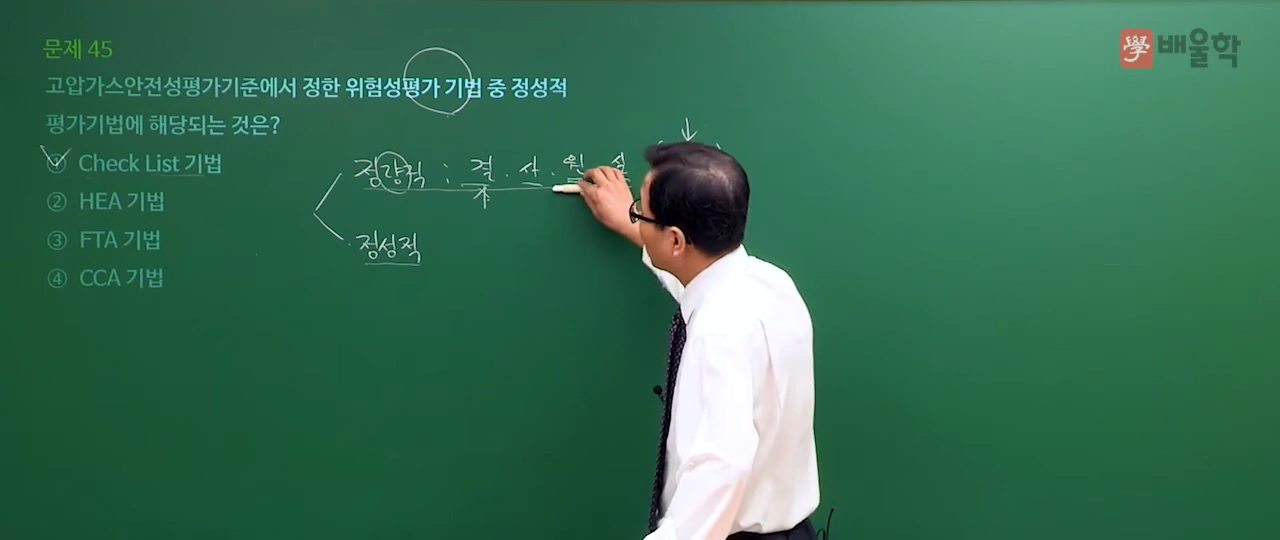 學 배울학
문제 45
고압가스안전성평가기준에서 정한 위험성평가 기법 중 정성적
평가기법에 해당되는 것은?
① Check List 기법
② HEA 기법
③ FTA 기법
④ CCA 기법
정량적 : 결 . 사 . 원
정성적